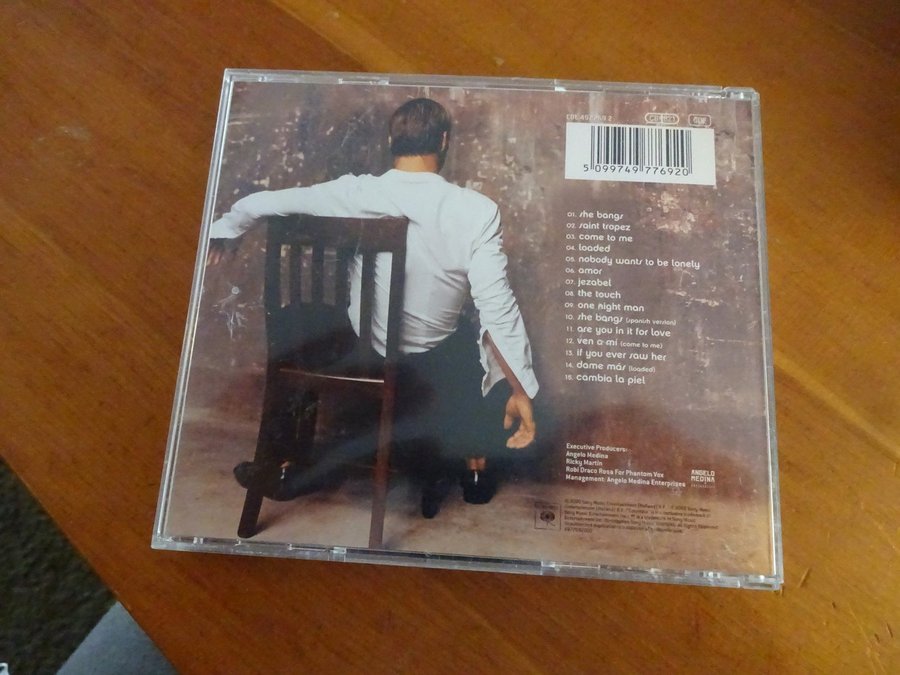 COL 497769 2
5 099749 776920
01. she bangs
02. saint tropez
03. come to me
04. loaded
05. nobody wants to be lonely
06. amor
07. jezabel
08. the touch
09. one night man
10. she bangs (spanish version)
11. are you in it for love
12. ven a mi (come to me)
13. if you ever saw her
14. dame más (loaded)
15. cambia la piel
Executive Producers:
Angelo Medina
Ricky Martin
Robi Draco Rosa For Phantom Vox
Management: Angelo Medina Enterprises
ANGELO
MEDINA